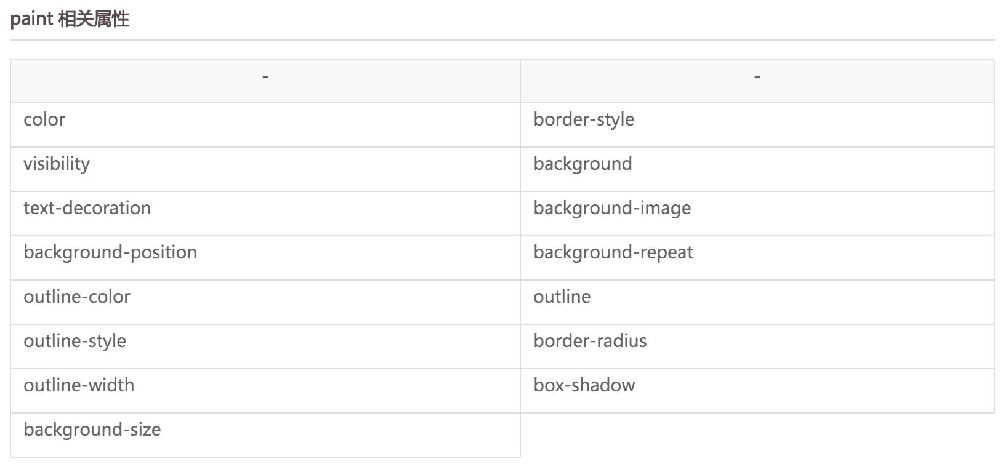 paint 相关属性
- -
color border-style
visibility background
text-decoration background-image
background-position background-repeat
outline-color outline
outline-style border-radius
outline-width box-shadow
background-size